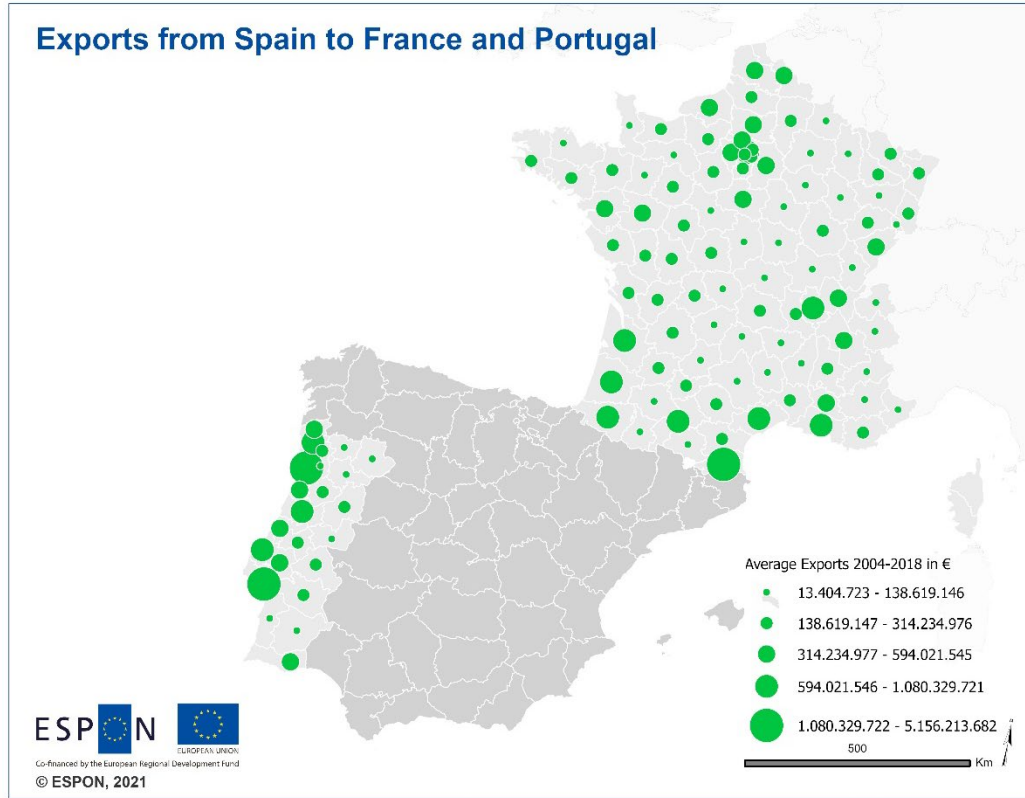 Exports from Spain to France and Portugal
Average Exports 2004-2018 in €
13.404.723 - 138.619.146
138.619.147 - 314.234.976
314.234.977 - 594.021.545
594.021.546 - 1.080.329.721
1.080.329.722 - 5.156.213.682
500
Km
ESPON
EUROPEAN UNION
Co-financed by the European Regional Development Fund
© ESPON, 2021